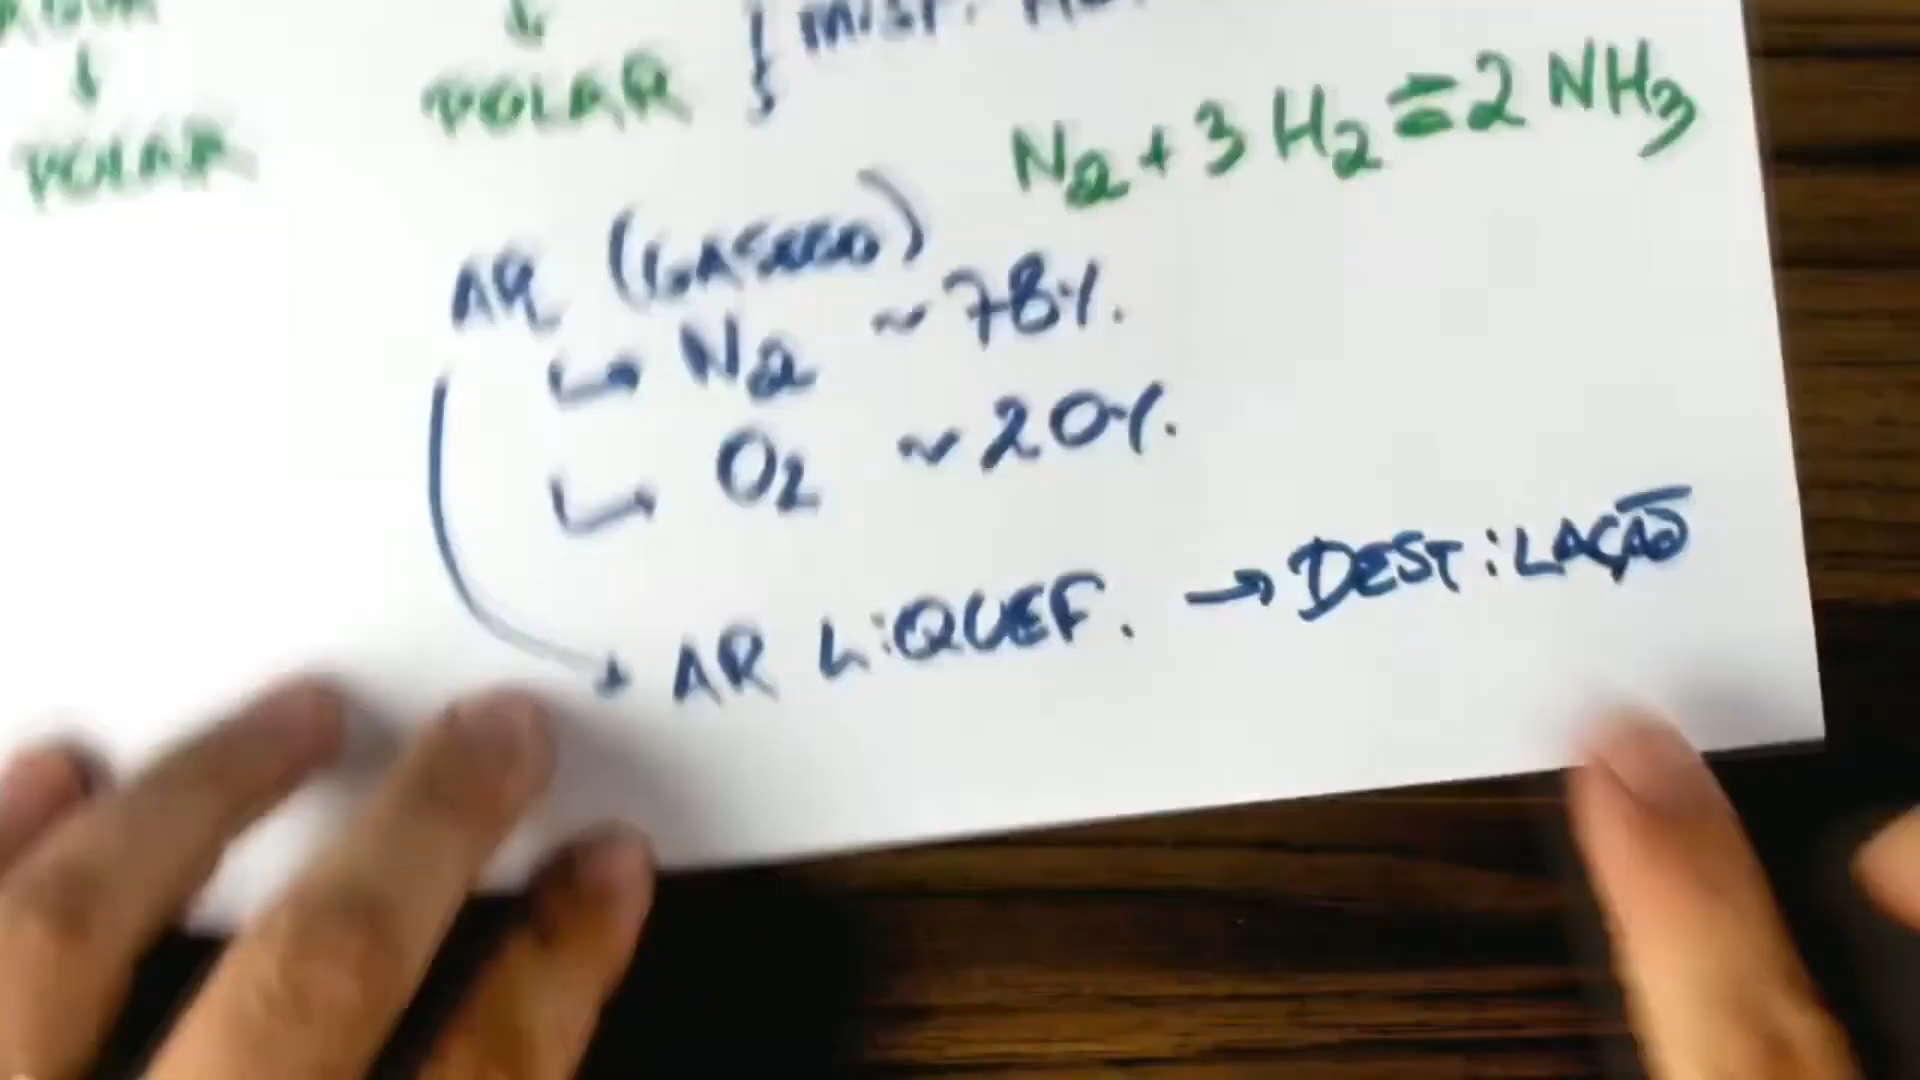 POLAR
POLAR
N2 + 3 H2 ⇌ 2 NH3
AR (GASOSO)
↳ N2 ~ 78%.
↳ O2 ~ 20%.
→ AR LiQUEF. → DESTiLAÇÃO